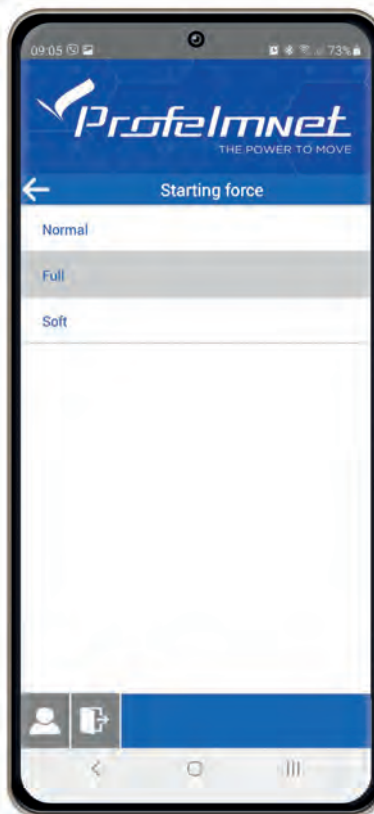 09:05
73%
Profelmnet
THE POWER TO MOVE
Starting force
Normal
Full
Soft